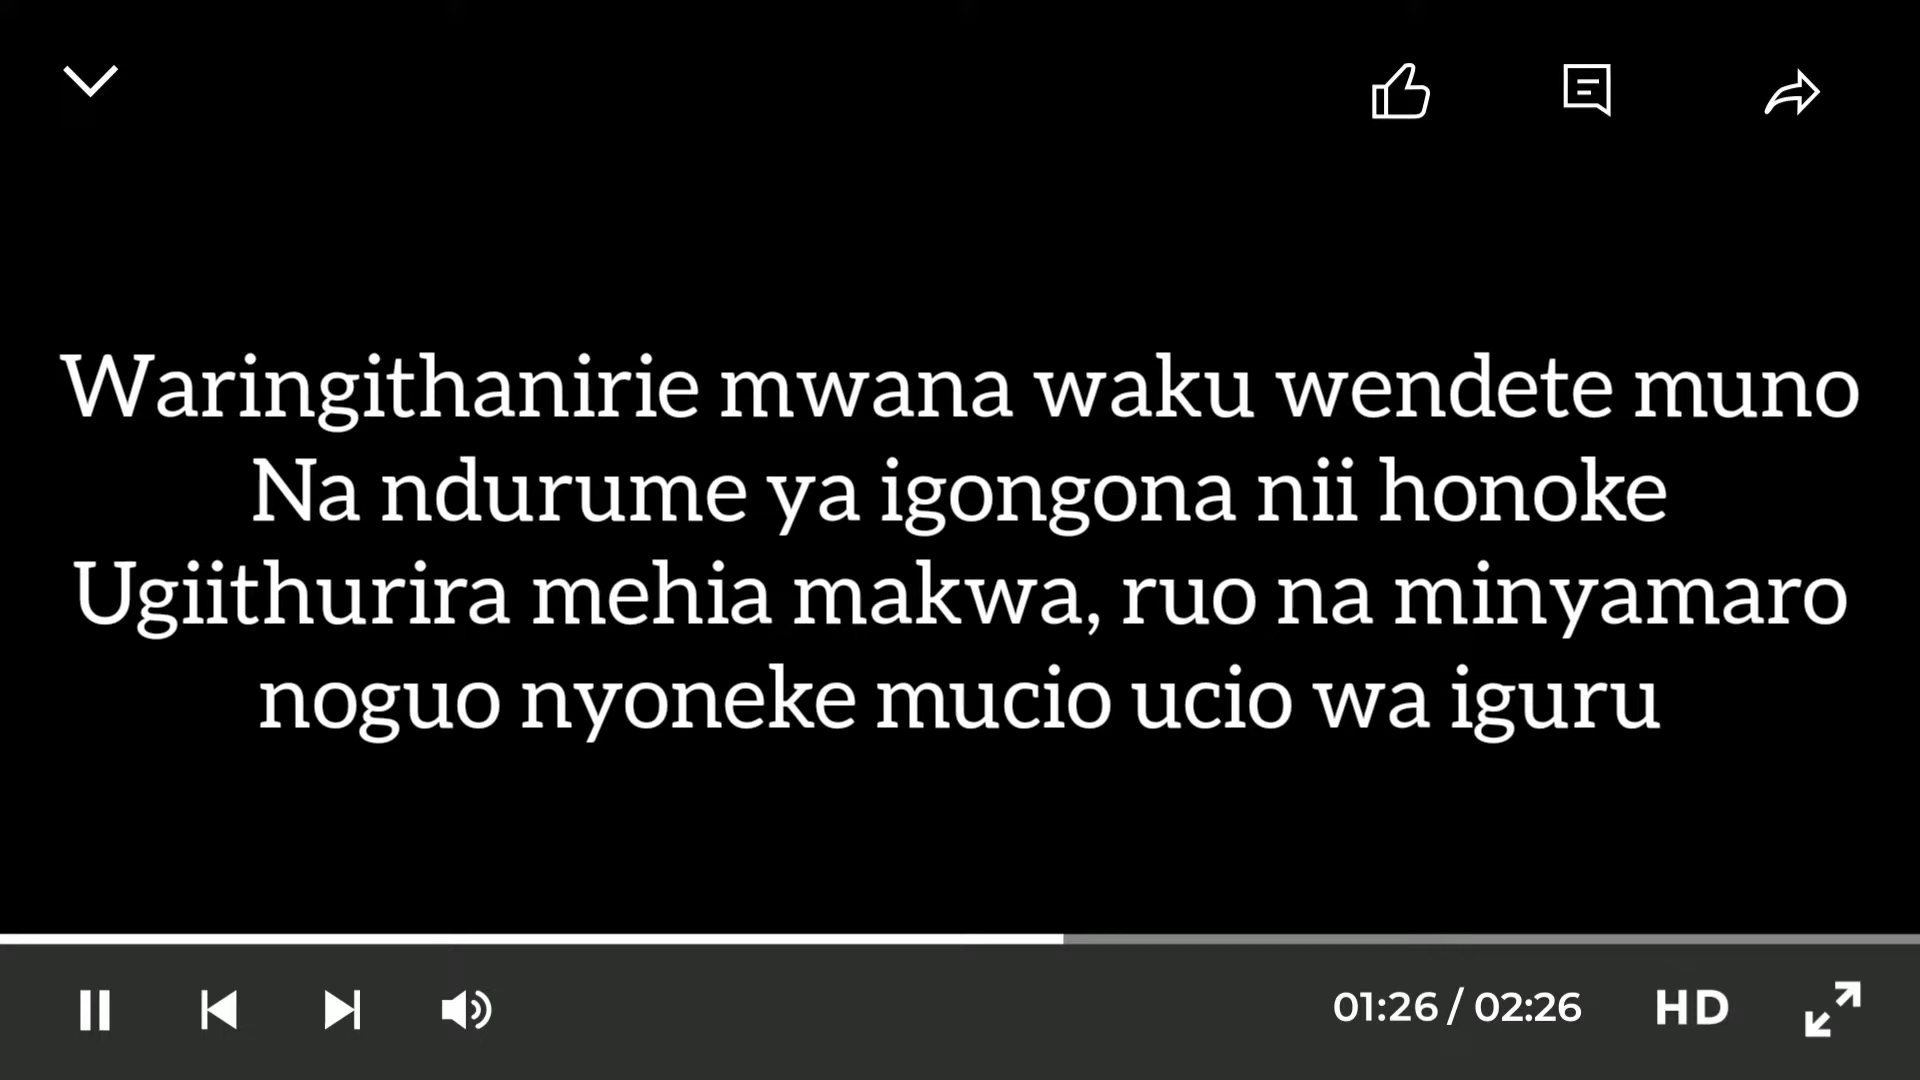 Waringithanirie mwana waku wendete muno
Na ndurume ya igongona nii honoke
Ugiithurira mehia makwa, ruo na minyamaro
noguo nyoneke mucio ucio wa iguru
01:26 / 02:26 HD